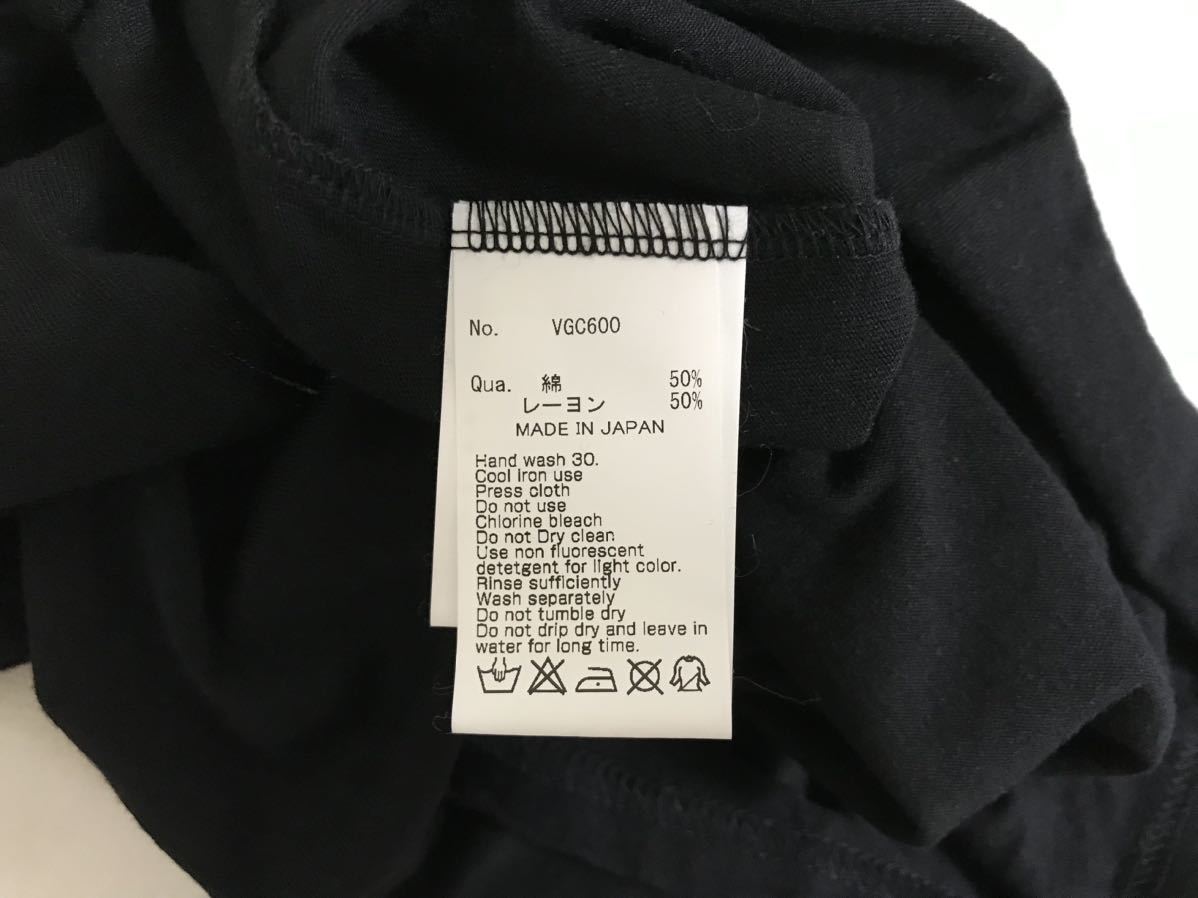 No. VGC600
Qua. 綿 50%
レーヨン 50%
MADE IN JAPAN
Hand wash 30.
Cool iron use
Press cloth
Do not use
Chlorine bleach
Do not Dry clean
Use non fluorescent
detetgent for light color.
Rinse sufficiently
Wash separately
Do not tumble dry
Do not drip dry and leave in
water for long time.